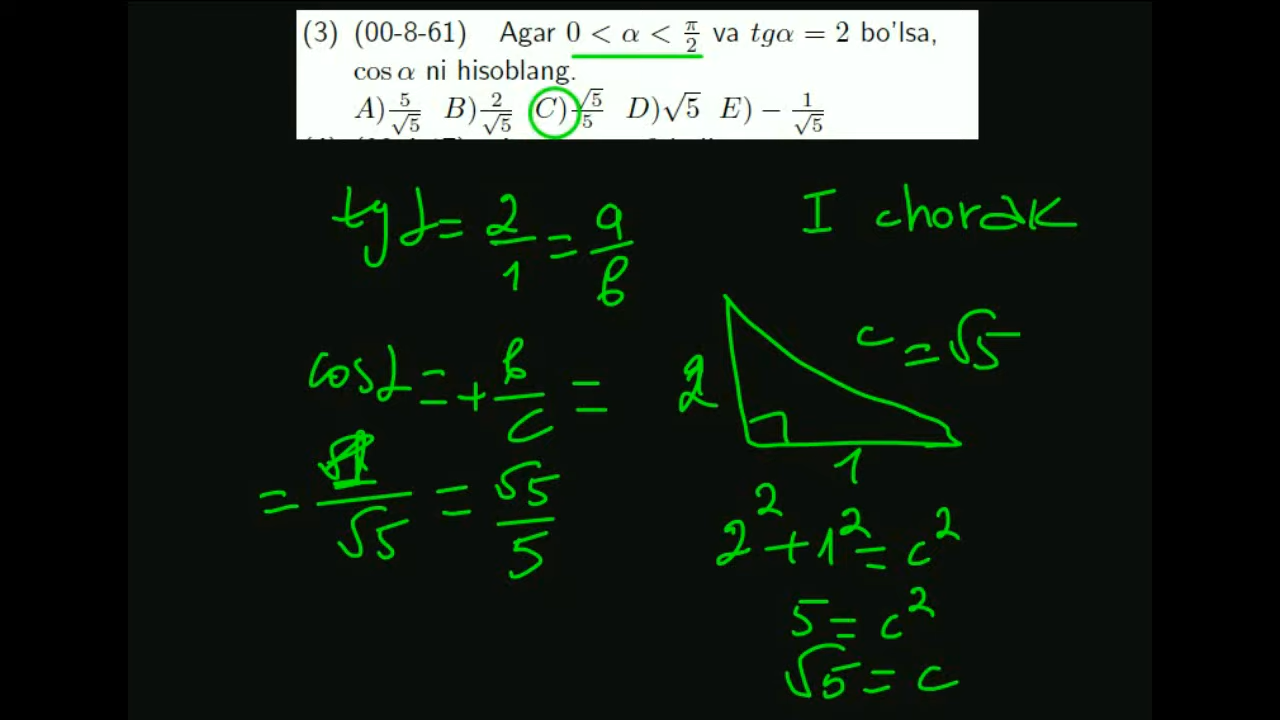 (3) (00-8-61) Agar 0 < α < π/2 va tgα = 2 bo'lsa,
cos α ni hisoblang.
A) 5/√5 B) 2/√5 C) √5/5 D) √5 E) − 1/√5
tg α = 2/1 = a/b
I chorak
cos α = + b/c =
= 1/√5 = √5/5
2
c = √5
1
2² + 1² = c²
5 = c²
√5 = c